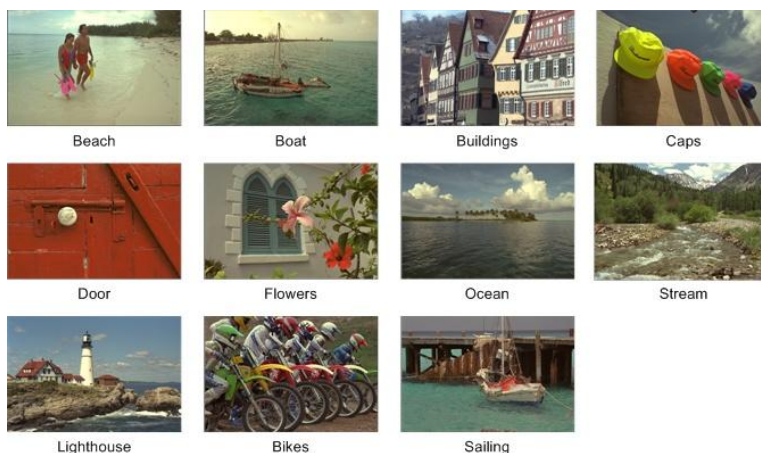 Beach
Boat
Buildings
Caps
Door
Flowers
Ocean
Stream
Lighthouse
Bikes
Sailing